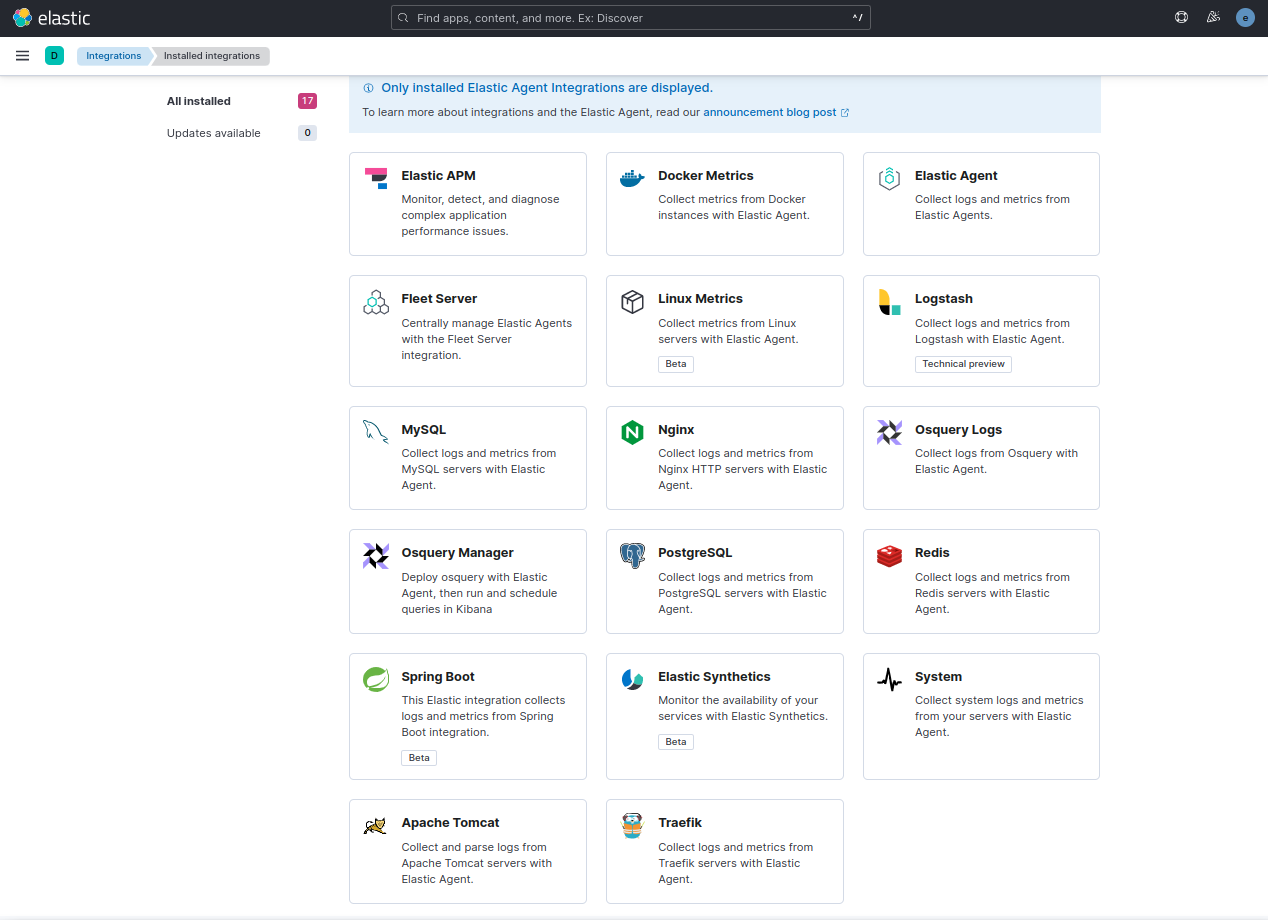 elastic
Find apps, content, and more. Ex: Discover
^/
e
D
Integrations
Installed integrations
All installed
17
Updates available
0
Only installed Elastic Agent Integrations are displayed.
To learn more about integrations and the Elastic Agent, read our announcement blog post
Elastic APM
Monitor, detect, and diagnose
complex application
performance issues.
Docker Metrics
Collect metrics from Docker
instances with Elastic Agent.
Elastic Agent
Collect logs and metrics from
Elastic Agents.
Fleet Server
Centrally manage Elastic Agents
with the Fleet Server
integration.
Linux Metrics
Collect metrics from Linux
servers with Elastic Agent.
Beta
Logstash
Collect logs and metrics from
Logstash with Elastic Agent.
Technical preview
MySQL
Collect logs and metrics from
MySQL servers with Elastic
Agent.
Nginx
Collect logs and metrics from
Nginx HTTP servers with Elastic
Agent.
Osquery Logs
Collect logs from Osquery with
Elastic Agent.
Osquery Manager
Deploy osquery with Elastic
Agent, then run and schedule
queries in Kibana
PostgreSQL
Collect logs and metrics from
PostgreSQL servers with Elastic
Agent.
Redis
Collect logs and metrics from
Redis servers with Elastic
Agent.
Spring Boot
This Elastic integration collects
logs and metrics from Spring
Boot integration.
Beta
Elastic Synthetics
Monitor the availability of your
services with Elastic Synthetics.
Beta
System
Collect system logs and metrics
from your servers with Elastic
Agent.
Apache Tomcat
Collect and parse logs from
Apache Tomcat servers with
Elastic Agent.
Traefik
Collect logs and metrics from
Traefik servers with Elastic
Agent.